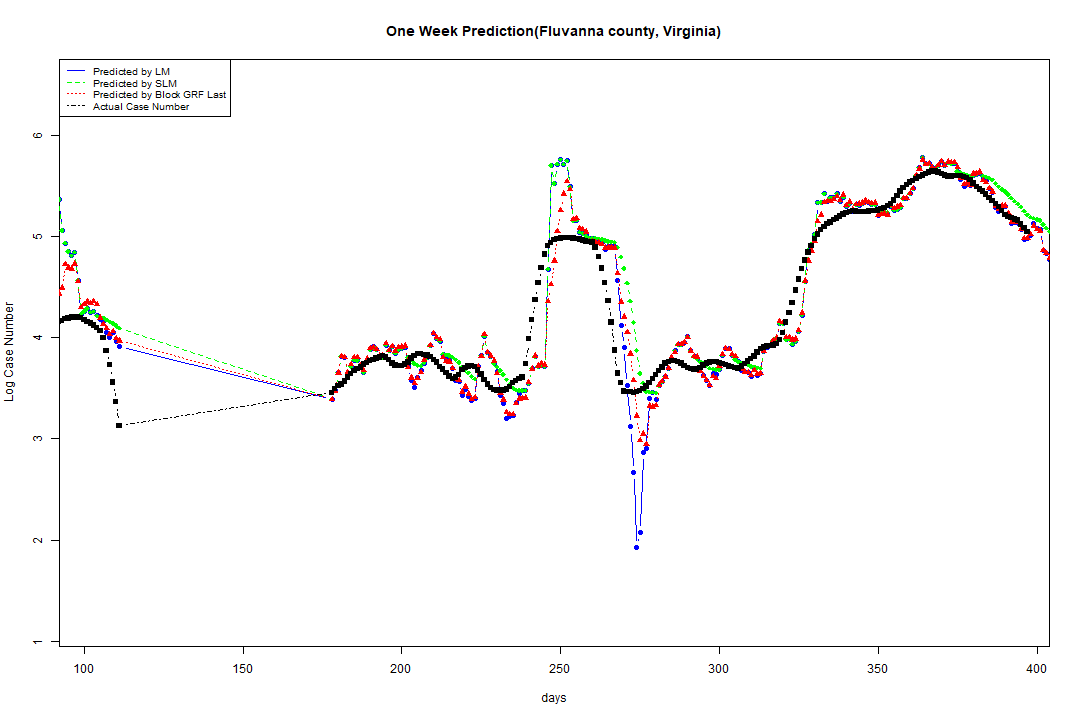 One Week Prediction(Fluvanna county, Virginia)
Predicted by LM
Predicted by SLM
Predicted by Block GRF Last
Actual Case Number
Log Case Number
6
5
4
3
2
1
100 150 200 250 300 350 400
days